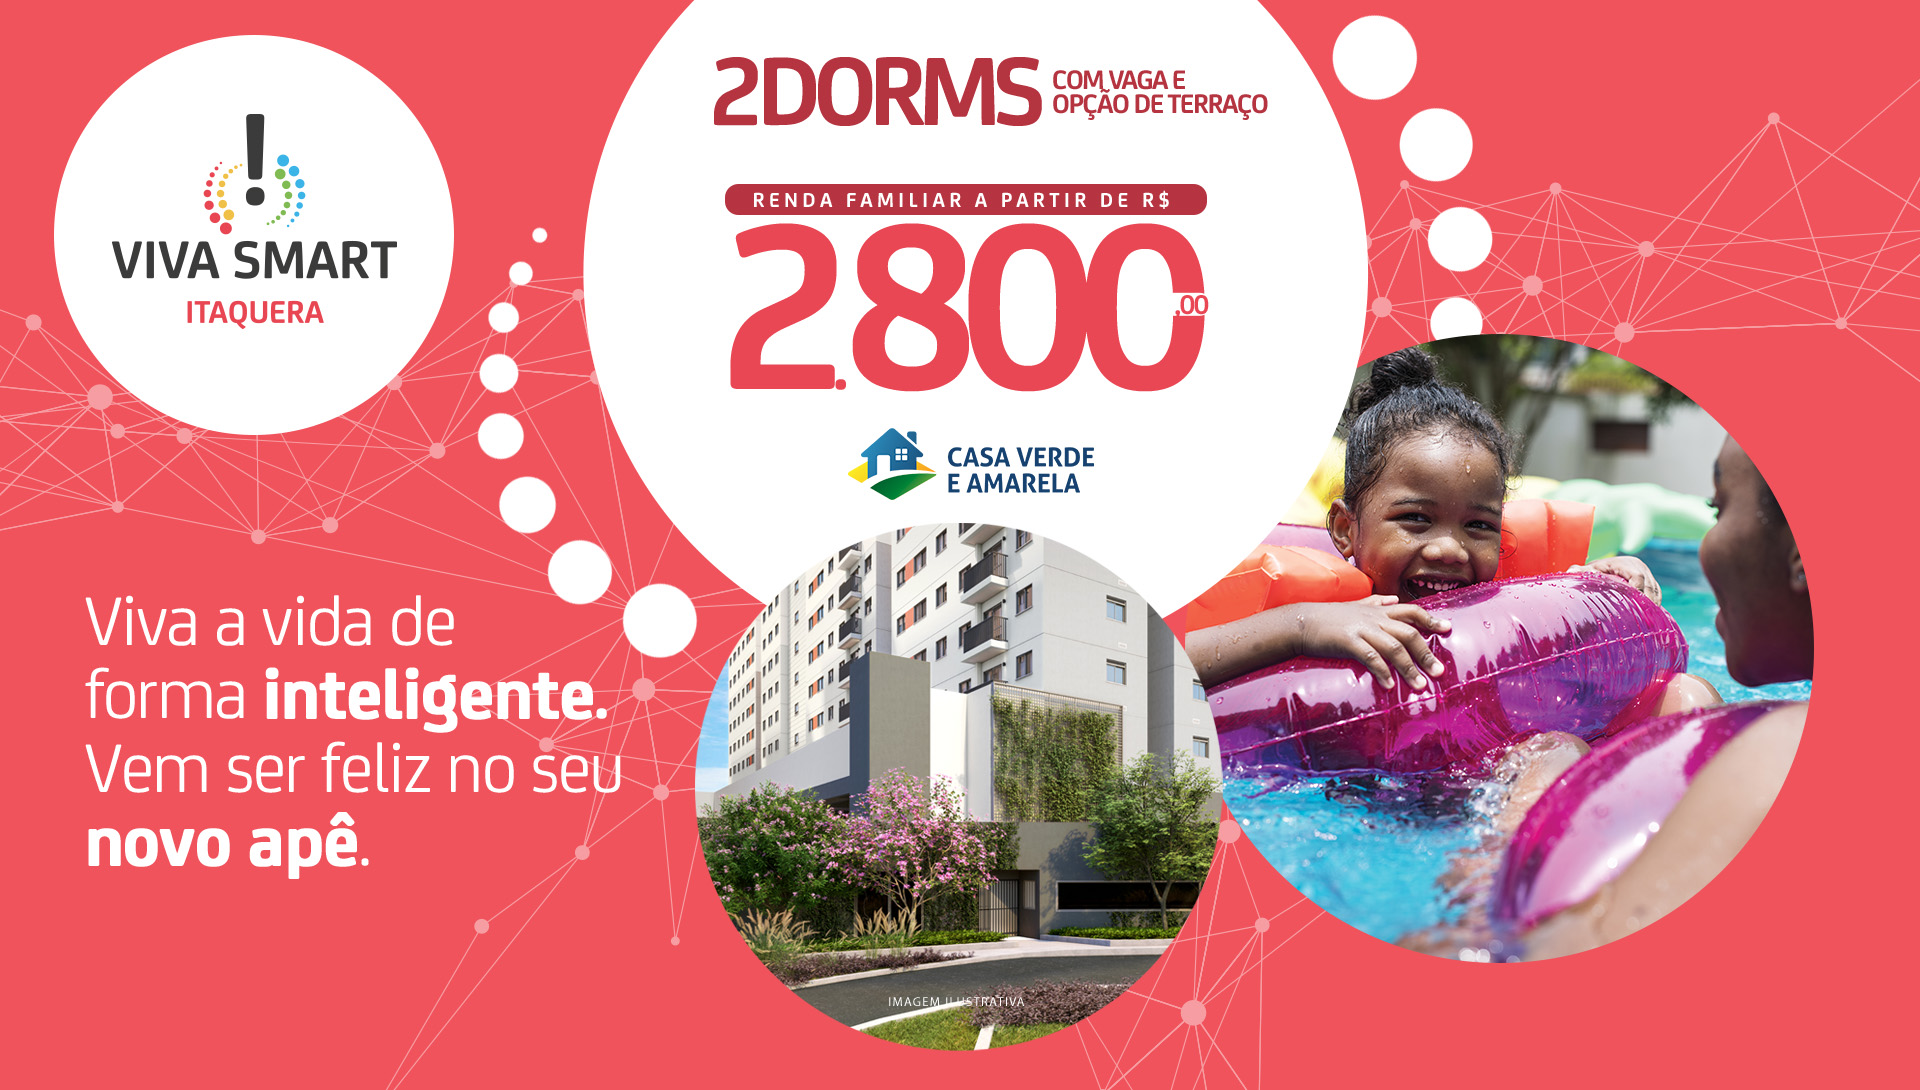 VIVA SMART
ITAQUERA
2DORMS
COM VAGA E
OPÇÃO DE TERRAÇO
RENDA FAMILIAR A PARTIR DE R$
2.800,00
CASA VERDE
E AMARELA
Viva a vida de
forma inteligente.
Vem ser feliz no seu
novo apê.
IMAGEM ILUSTRATIVA